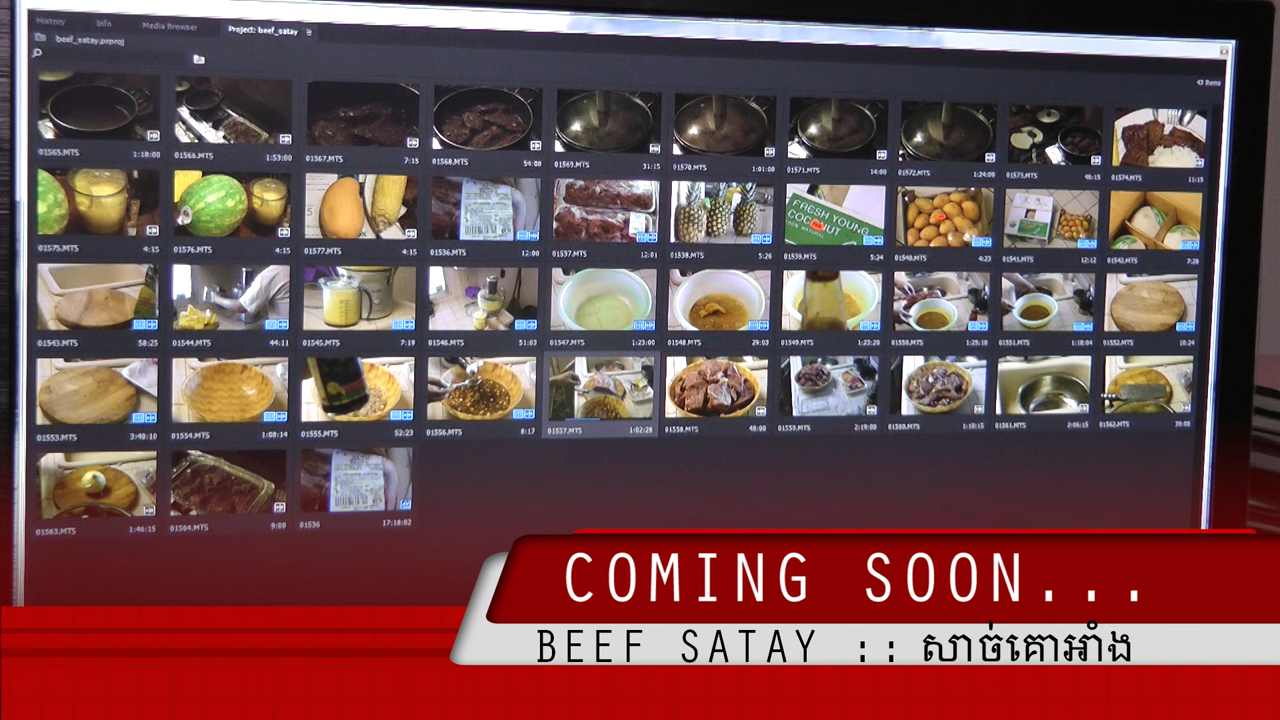 History Info Media Browser Project: beef_satay
beef_satay.prproj
43 Items
01565.MTS 1:18:00 01566.MTS 1:53:00 01567.MTS 7:15 01568.MTS 54:00 01569.MTS 31:15 01570.MTS 1:01:00 01571.MTS 14:00 01572.MTS 1:24:00 01573.MTS 46:15 01574.MTS 11:15
FRESH YOUNG
COCONUT
100% NATURAL
01575.MTS 4:15 01576.MTS 4:15 01577.MTS 4:15 01536.MTS 12:00 01537.MTS 12:01 01538.MTS 5:26 01539.MTS 5:24 01540.MTS 4:23 01541.MTS 12:12 01542.MTS 7:20
01543.MTS 58:25 01544.MTS 44:11 01545.MTS 7:19 01546.MTS 51:03 01547.MTS 1:23:00 01548.MTS 29:03 01549.MTS 1:23:20 01550.MTS 1:25:10 01551.MTS 1:18:04 01552.MTS 18:24
01553.MTS 3:48:10 01554.MTS 1:08:14 01555.MTS 52:23 01556.MTS 8:17 01557.MTS 1:02:28 01558.MTS 48:00 01559.MTS 2:19:00 01560.MTS 1:18:15 01561.MTS 2:06:15 01562.MTS 39:00
01563.MTS 1:46:15 01564.MTS 9:00 01536 17:18:02
COMING SOON...
BEEF SATAY :: សាច់គោអាំង